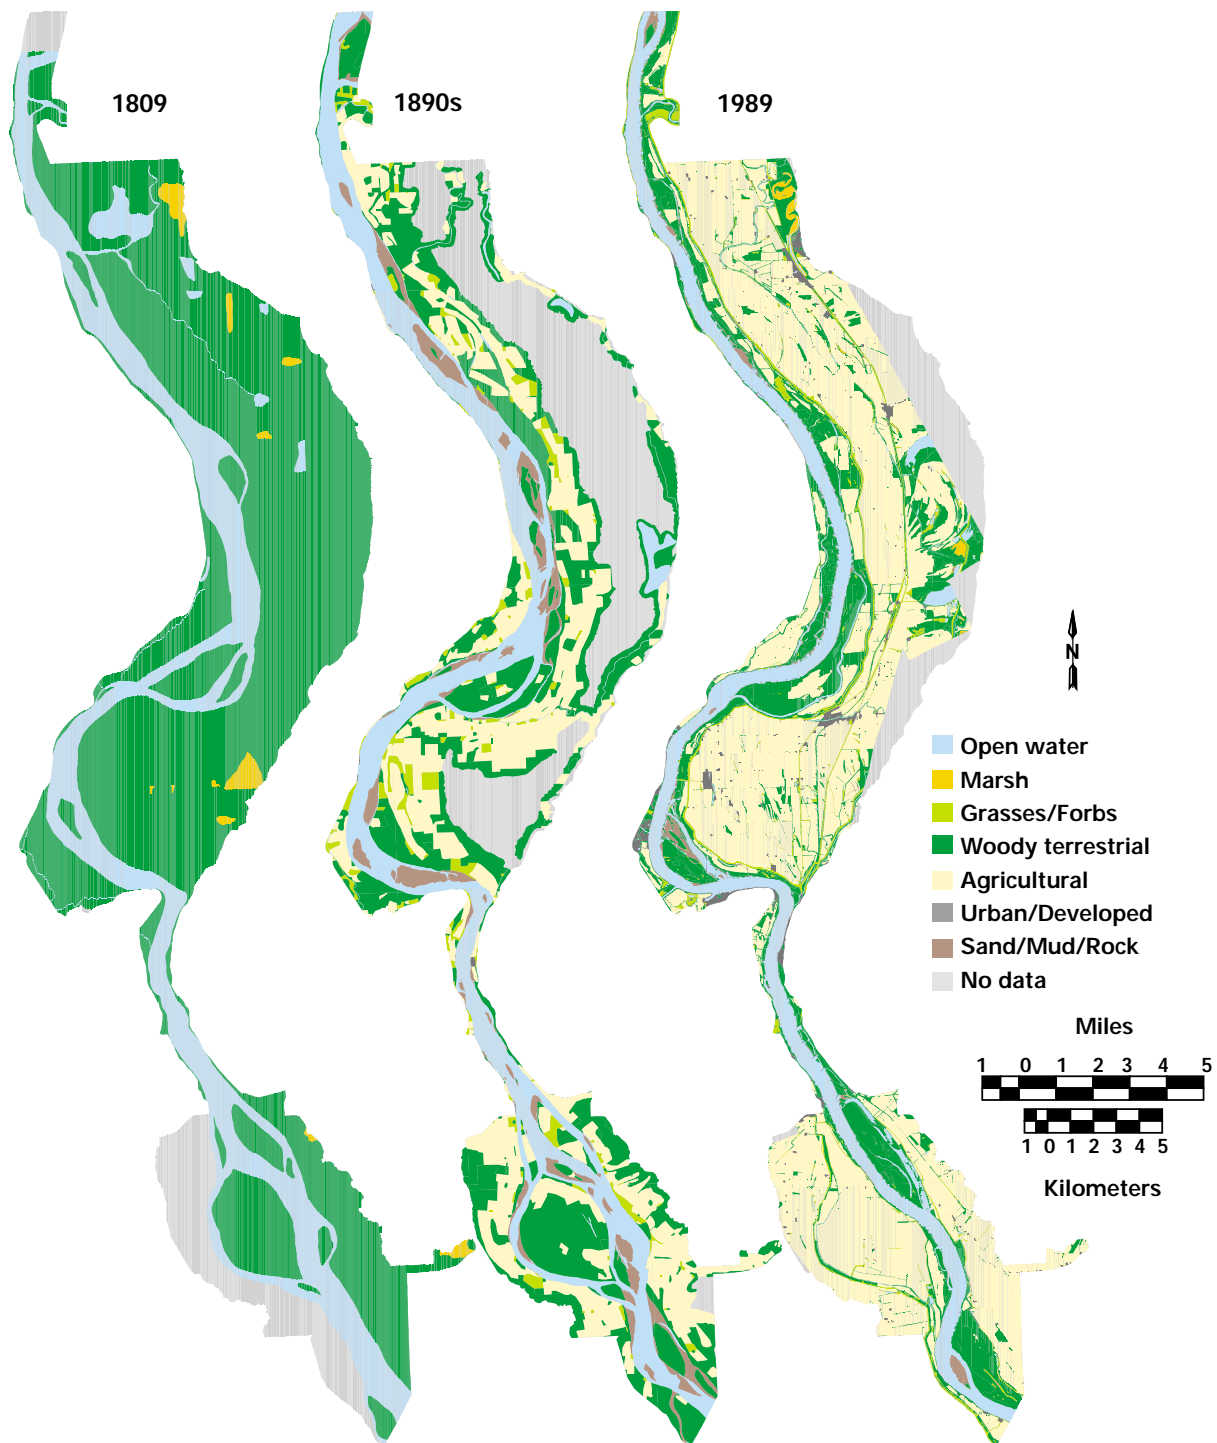 1809
1890s
1989
N
Open water
Marsh
Grasses/Forbs
Woody terrestrial
Agricultural
Urban/Developed
Sand/Mud/Rock
No data
Miles
1 0 1 2 3 4 5
1 0 1 2 3 4 5
Kilometers